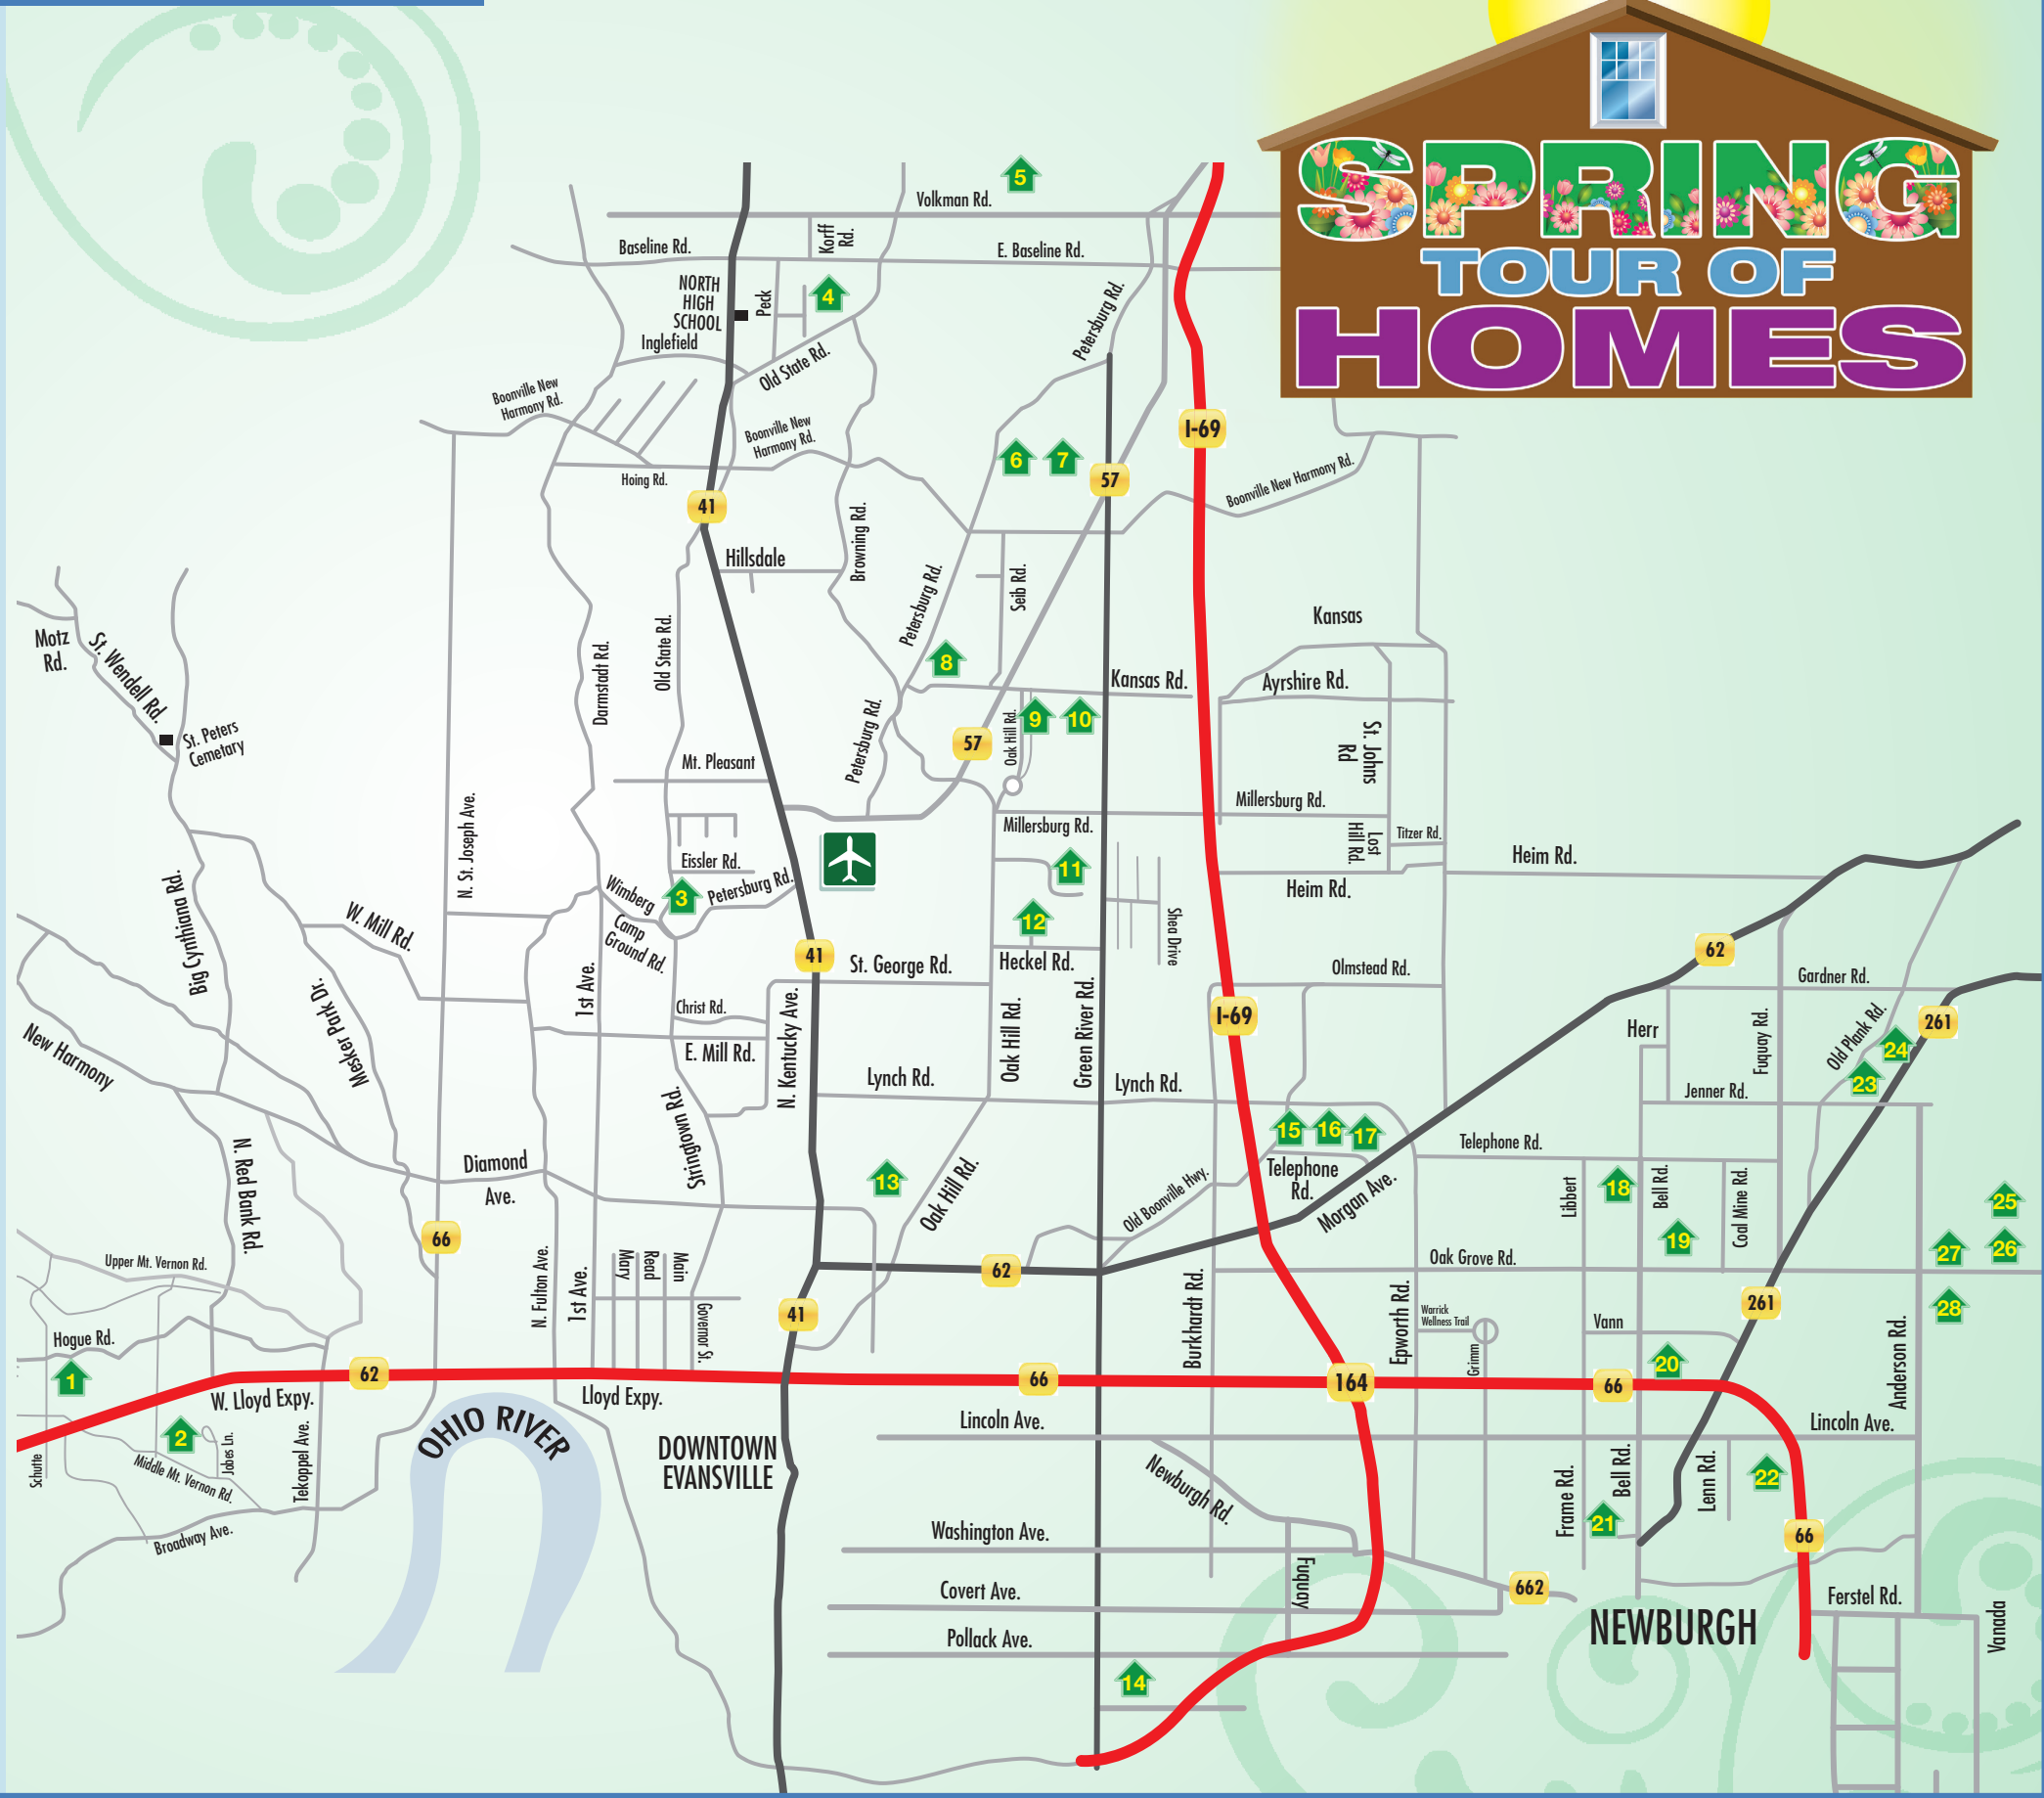 SPRING
TOUR OF
HOMES
5
Volkman Rd.
Baseline Rd.
Korff
Rd.
E. Baseline Rd.
NORTH
HIGH
SCHOOL
Peck
4
Inglefield
Old State Rd.
Petersburg Rd.
Boonville New
Harmony Rd.
Boonville New
Harmony Rd.
I-69
6
7
57
Hoing Rd.
41
Boonville New Harmony Rd.
Browning Rd.
Hillsdale
Petersburg Rd.
Seib Rd.
Motz
Rd.
St. Wendell Rd.
Darmstadt Rd.
Old State Rd.
Kansas
8
Kansas Rd.
Ayrshire Rd.
St. Peters
Cemetary
Petersburg Rd.
57
Oak Hill Rd.
9
10
St. Johns
Rd
Mt. Pleasant
Millersburg Rd.
Millersburg Rd.
N. St. Joseph Ave.
Lost
Hill Rd.
Titzer Rd.
Eissler Rd.
11
Heim Rd.
Heim Rd.
Wimberg
3
Petersburg Rd.
Big Cynthiana Rd.
W. Mill Rd.
Camp
Ground Rd.
12
Shea Drive
62
41
St. George Rd.
Heckel Rd.
Olmstead Rd.
Gardner Rd.
Mesker Park Dr.
1st Ave.
Christ Rd.
N. Kentucky Ave.
Oak Hill Rd.
Green River Rd.
I-69
Herr
Fuquay Rd.
Old Plank Rd.
261
24
23
New Harmony
E. Mill Rd.
Lynch Rd.
Lynch Rd.
Jenner Rd.
Stringtown Rd.
15
16
17
Telephone Rd.
N. Red Bank Rd.
Diamond
Ave.
13
Oak Hill Rd.
Telephone
Rd.
Old Boonville Hwy.
Morgan Ave.
Libbert
18
Bell Rd.
Coal Mine Rd.
25
66
19
27
26
Upper Mt. Vernon Rd.
N. Fulton Ave.
1st Ave.
Mary
Read
Main
62
Oak Grove Rd.
Governor St.
41
Burkhardt Rd.
Epworth Rd.
Warrick
Wellness Trail
Grimm
261
28
Vann
Hogue Rd.
1
20
Anderson Rd.
62
66
164
66
W. Lloyd Expy.
Lloyd Expy.
Lincoln Ave.
Lincoln Ave.
OHIO RIVER
2
Schutte
Jobes Ln.
Middle Mt. Vernon Rd.
Tekoppel Ave.
DOWNTOWN
EVANSVILLE
Newburgh Rd.
Frame Rd.
Bell Rd.
Lenn Rd.
22
21
Broadway Ave.
Washington Ave.
66
Fuquay
Covert Ave.
662
Ferstel Rd.
NEWBURGH
Vanada
Pollack Ave.
14